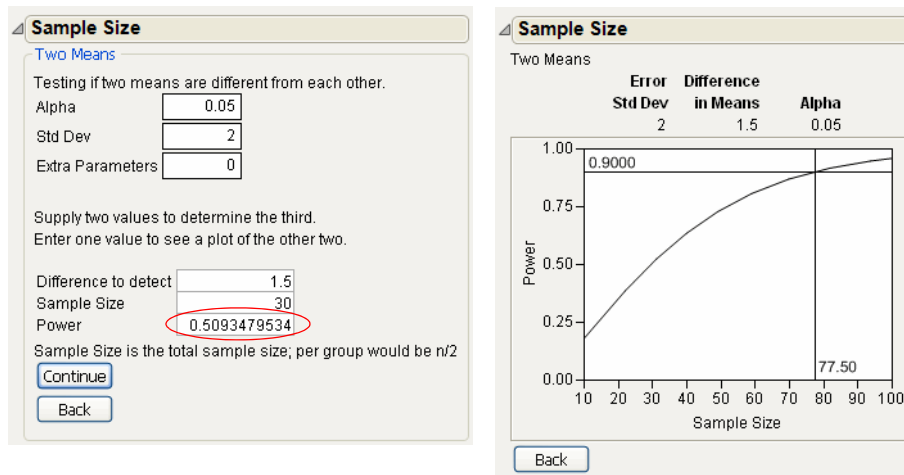 Sample Size
Two Means
Testing if two means are different from each other.
Alpha 0.05
Std Dev 2
Extra Parameters 0
Supply two values to determine the third.
Enter one value to see a plot of the other two.
Difference to detect 1.5
Sample Size 30
Power 0.5093479534
Sample Size is the total sample size; per group would be n/2
Continue
Back
Sample Size
Two Means
Error Difference
Std Dev in Means Alpha
2 1.5 0.05
1.00
0.9000
0.75
0.50
0.25
0.00
Power
77.50
10 20 30 40 50 60 70 80 90 100
Sample Size
Back